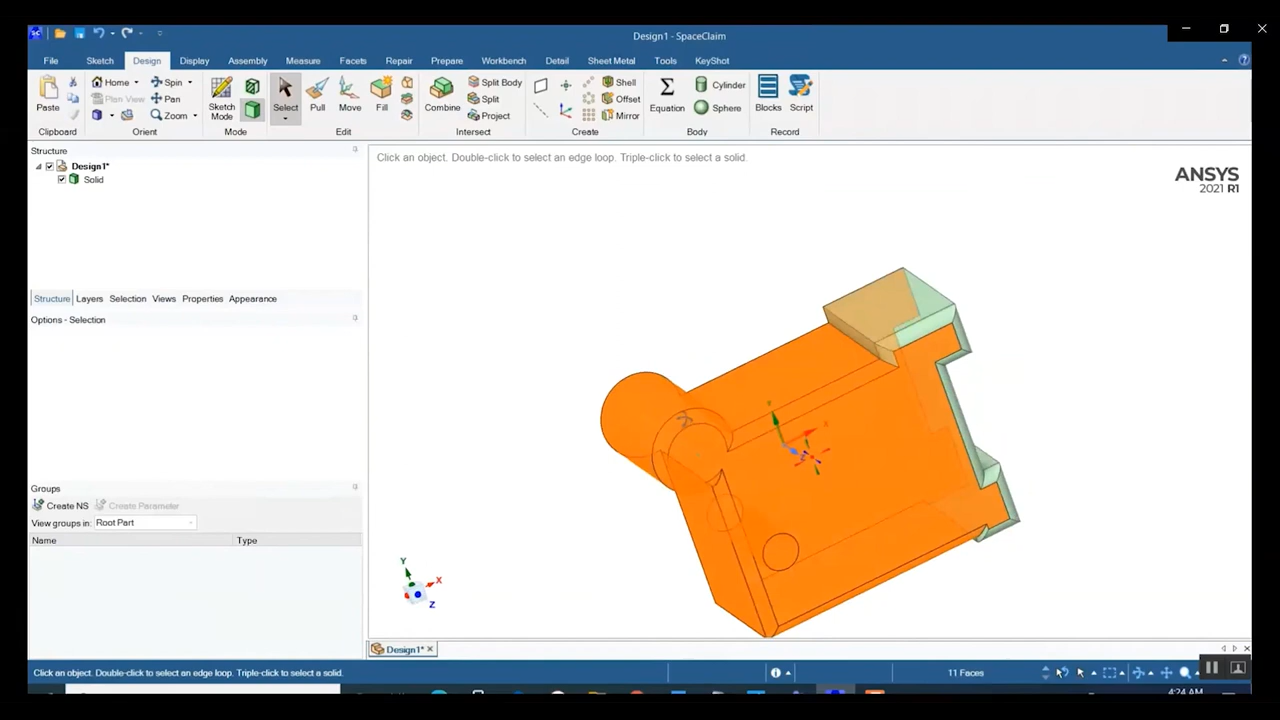 Design1 - SpaceClaim
File Sketch Design Display Assembly Measure Facets Repair Prepare Workbench Detail Sheet Metal Tools KeyShot
Home Spin Split Body Shell Cylinder
Plan View Pan Split Offset Sphere
Zoom Project Mirror
Paste Sketch Mode Select Pull Move Fill Combine Equation Blocks Script
Clipboard Orient Mode Edit Intersect Create Body Record
Structure
Click an object. Double-click to select an edge loop. Triple-click to select a solid.
Design1*
Solid
ANSYS
2021 R1
Structure Layers Selection Views Properties Appearance
Options - Selection
Groups
Create NS Create Parameter
View groups in: Root Part
Name Type
Y
X
Z
Design1*
Click an object. Double-click to select an edge loop. Triple-click to select a solid.
11 Faces
4:24 AM